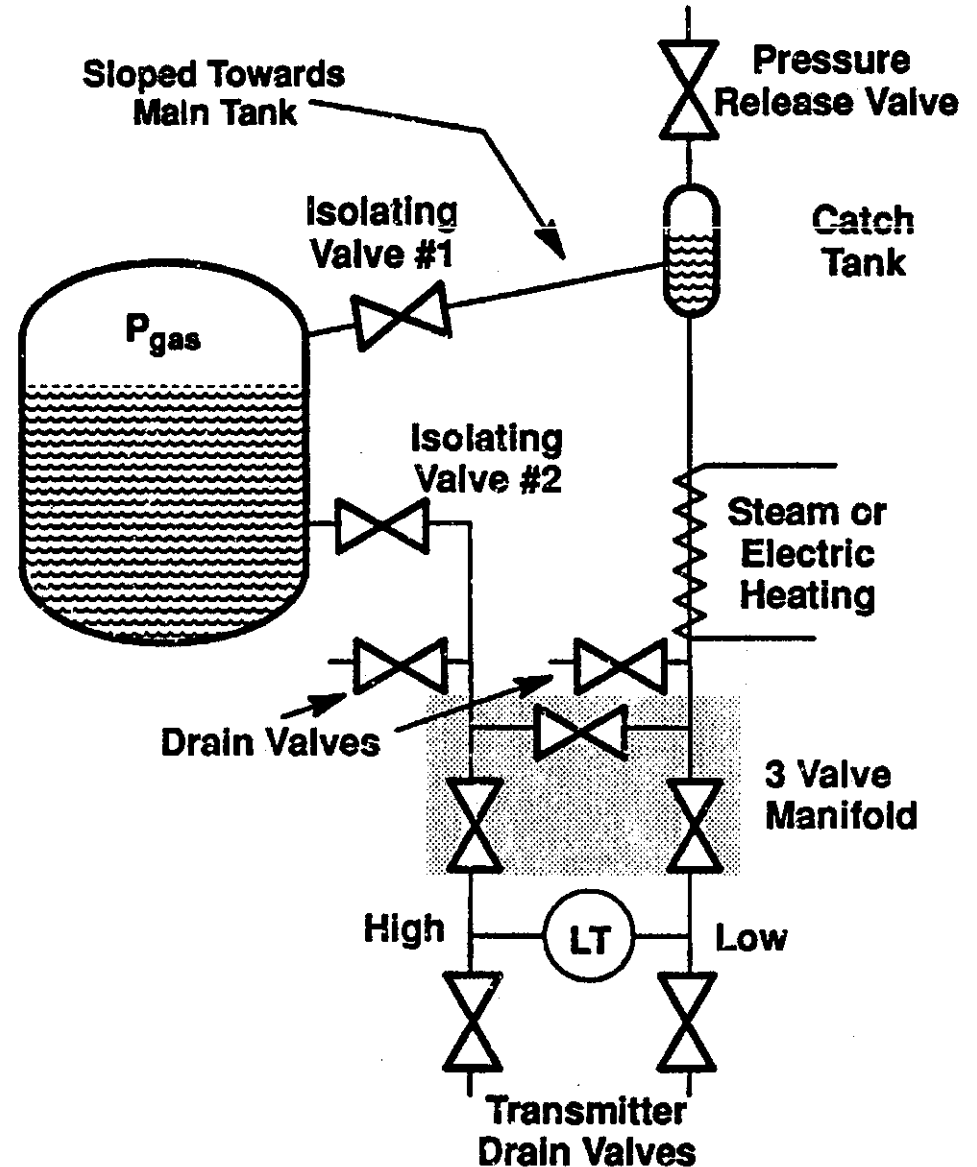 Sloped Towards
Main Tank
Pressure
Release Valve
Isolating
Valve #1
Catch
Tank
Pgas
Isolating
Valve #2
Steam or
Electric
Heating
Drain Valves
3 Valve
Manifold
High
LT
Low
Transmitter
Drain Valves